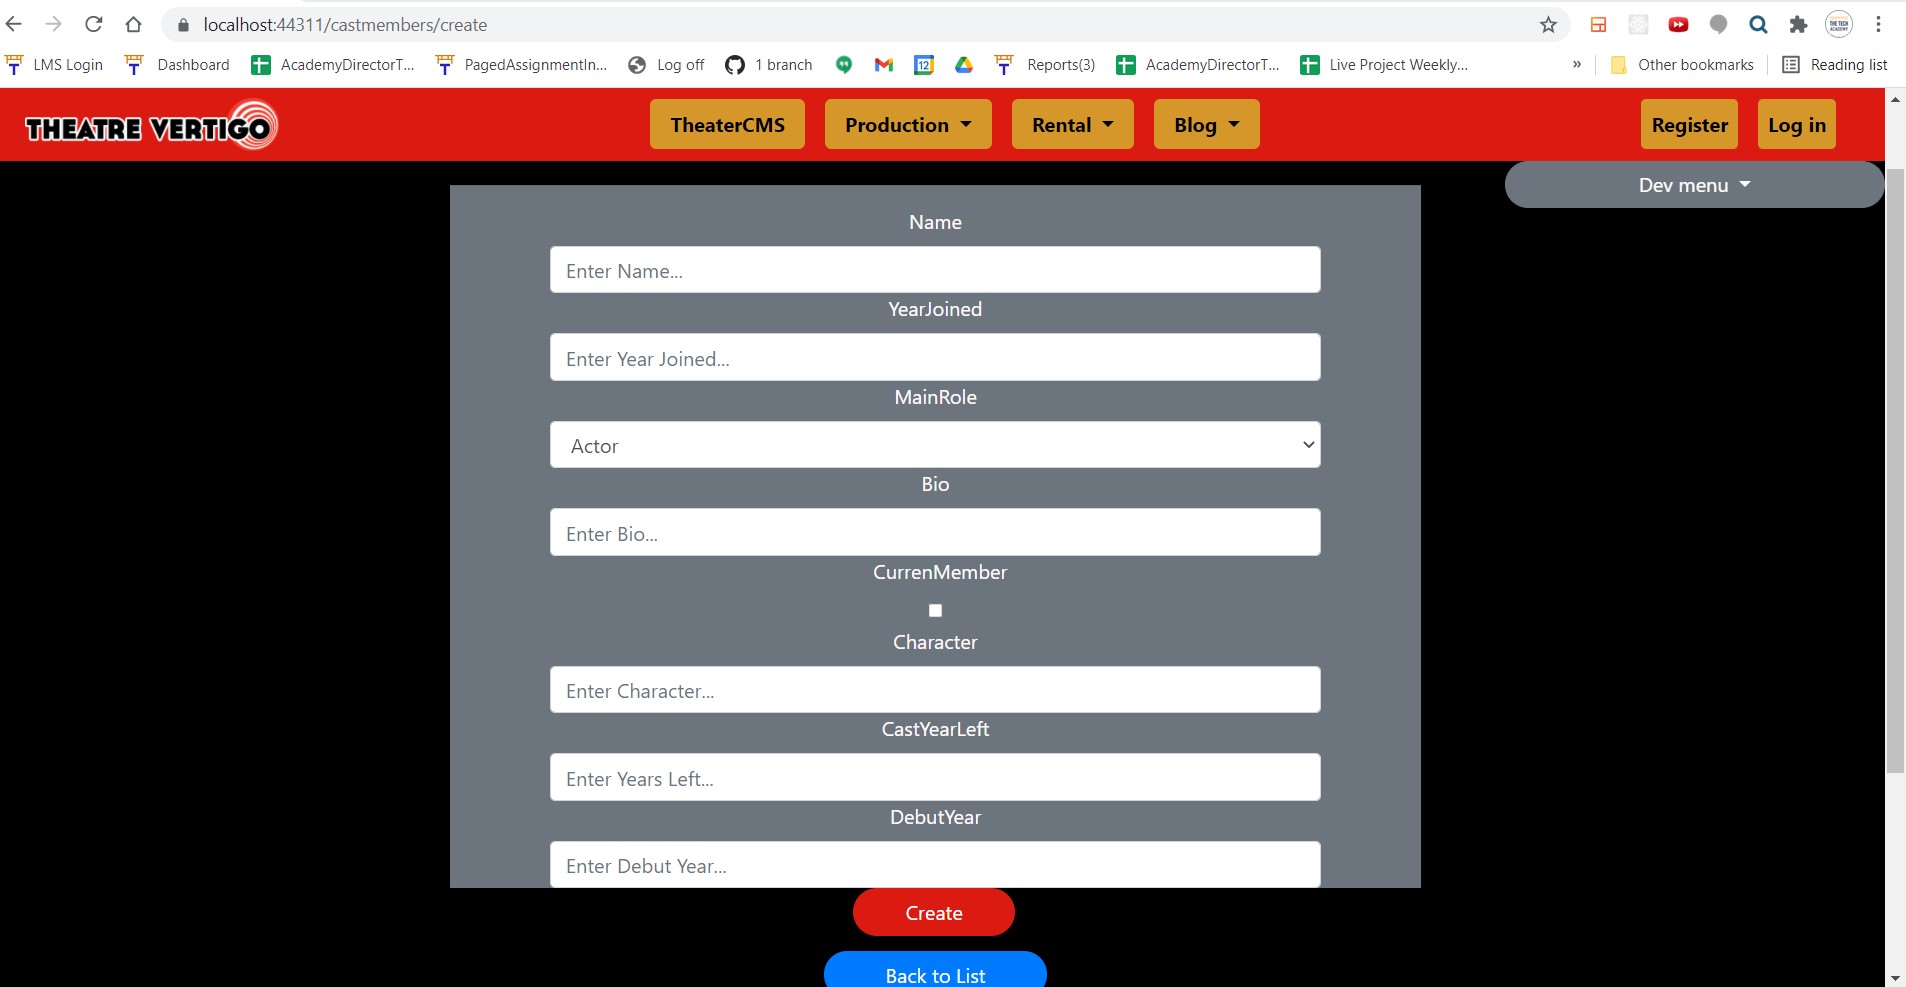 localhost:44311/castmembers/create
LMS Login Dashboard AcademyDirectorT... PagedAssignmentIn... Log off 1 branch 12 Reports(3) AcademyDirectorT... Live Project Weekly... » Other bookmarks Reading list
THEATRE VERTIGO TheaterCMS Production Rental Blog Register Log in
Dev menu
Name
Enter Name...
YearJoined
Enter Year Joined...
MainRole
Actor
Bio
Enter Bio...
CurrenMember
Character
Enter Character...
CastYearLeft
Enter Years Left...
DebutYear
Enter Debut Year...
Create
Back to List